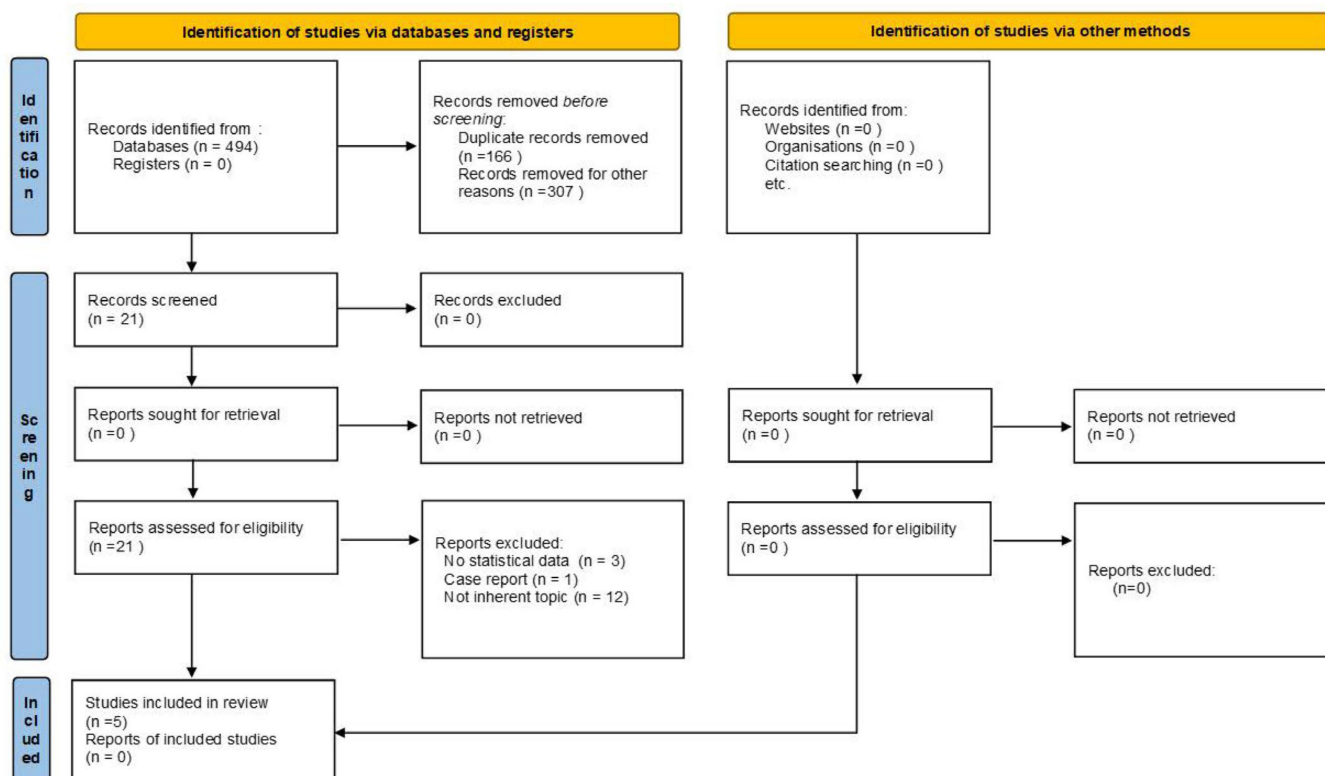 Identification of studies via databases and registers
Identification of studies via other methods
Id
en
tifi
ca
tio
n
Records identified from :
Databases (n = 494)
Registers (n = 0)
Records removed before
screening:
Duplicate records removed
(n =166 )
Records removed for other
reasons (n =307 )
Records identified from:
Websites (n =0 )
Organisations (n =0 )
Citation searching (n =0 )
etc.
Sc
re
en
in
g
Records screened
(n = 21)
Records excluded
(n = 0)
Reports sought for retrieval
(n =0 )
Reports not retrieved
(n =0 )
Reports sought for retrieval
(n =0 )
Reports not retrieved
(n =0 )
Reports assessed for eligibility
(n =21 )
Reports excluded:
No statistical data (n = 3)
Case report (n = 1)
Not inherent topic (n = 12)
Reports assessed for eligibility
(n =0 )
Reports excluded:
(n=0)
In
cl
ud
ed
Studies included in review
(n =5)
Reports of included studies
(n = 0)